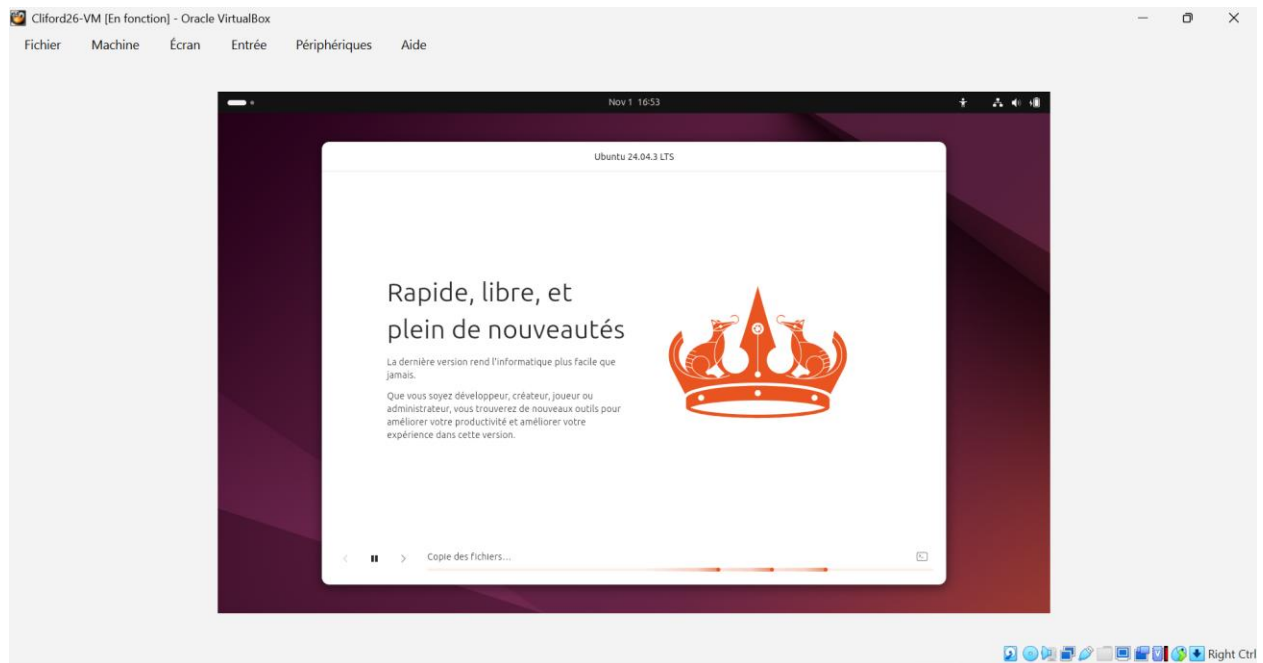 Cliford26-VM [En fonction] - Oracle VirtualBox
Fichier Machine Écran Entrée Périphériques Aide
Nov 1 16:53
Ubuntu 24.04.3 LTS
Rapide, libre, et
plein de nouveautés
La dernière version rend l'informatique plus facile que
jamais.
Que vous soyez développeur, créateur, joueur ou
administrateur, vous trouverez de nouveaux outils pour
améliorer votre productivité et améliorer votre
expérience dans cette version.
Copie des fichiers...
Right Ctrl